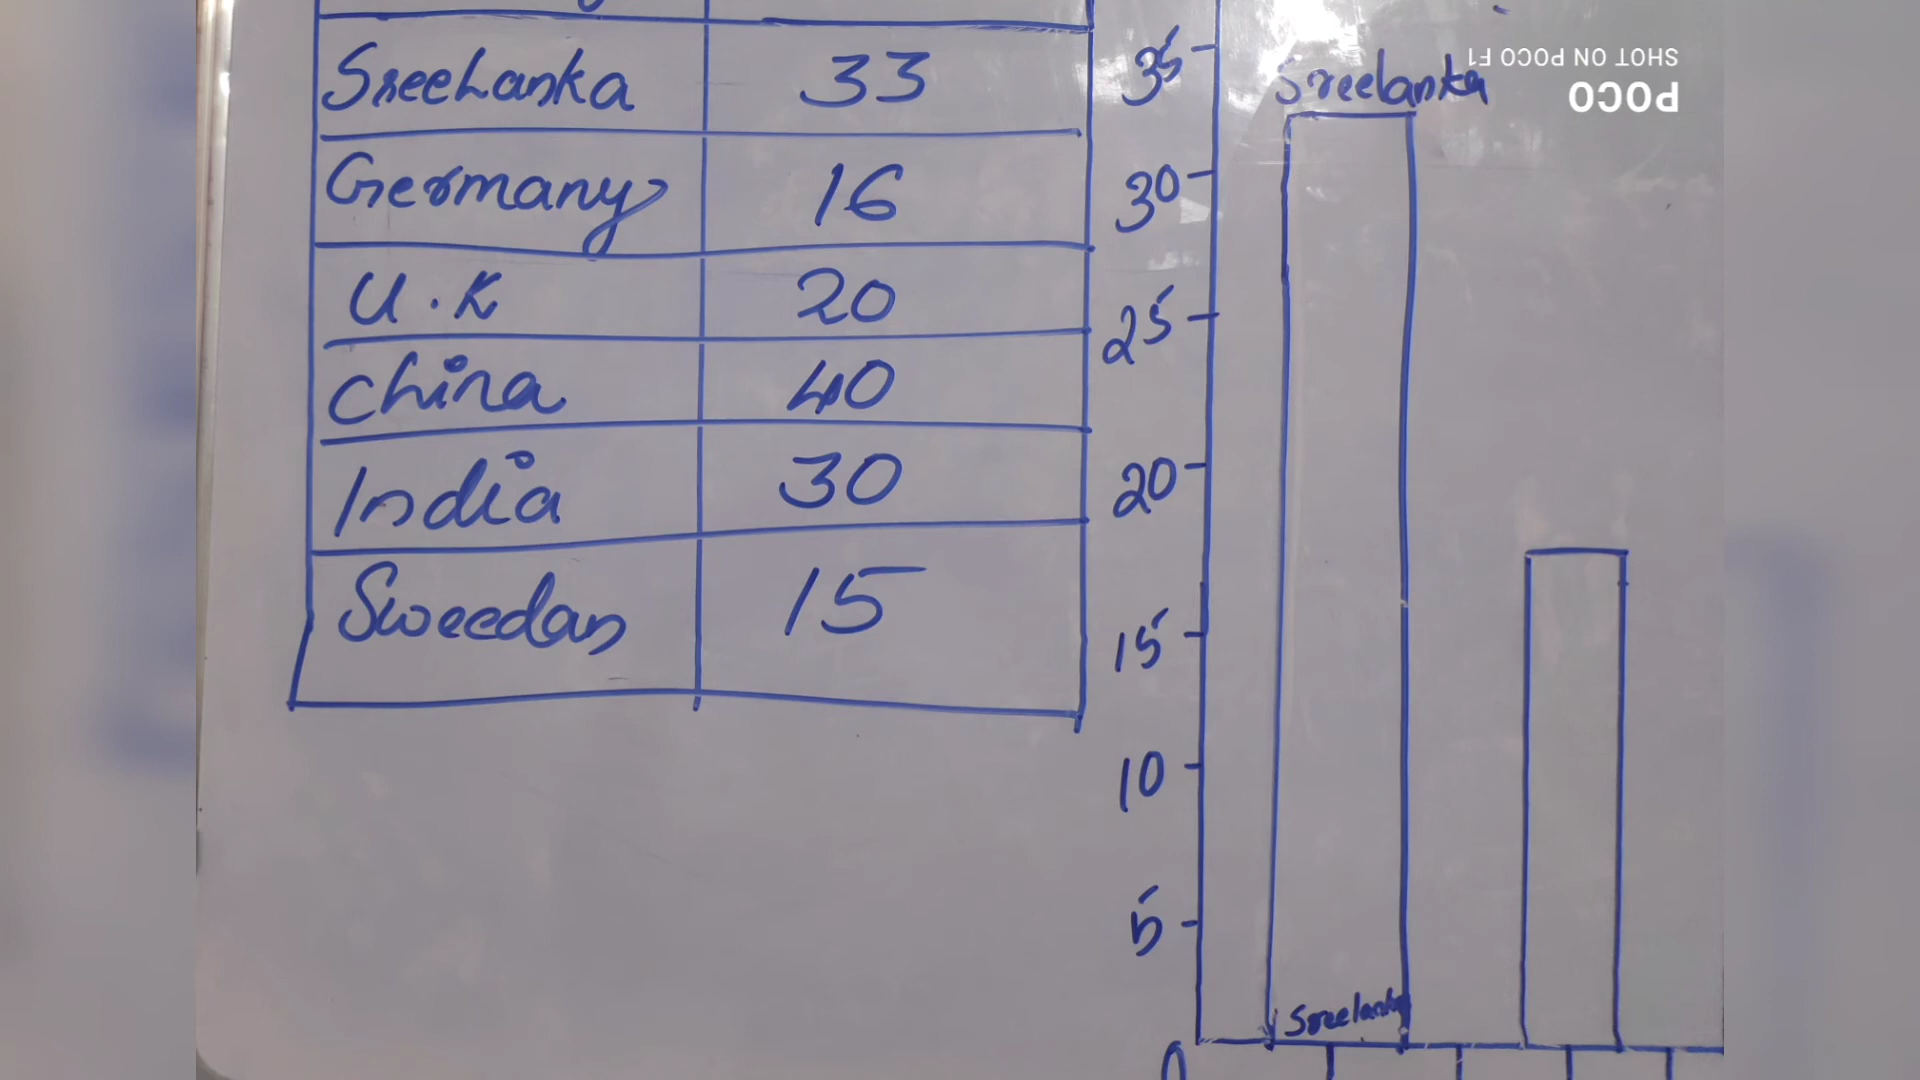 SreeLanka 33
Germany 16
U.K 20
China 40
India 30
Sweedan 15
35
30
25
20
15
10
5
0
Sreelanka
Sreelanka
SHOT ON POCO F1
POCO